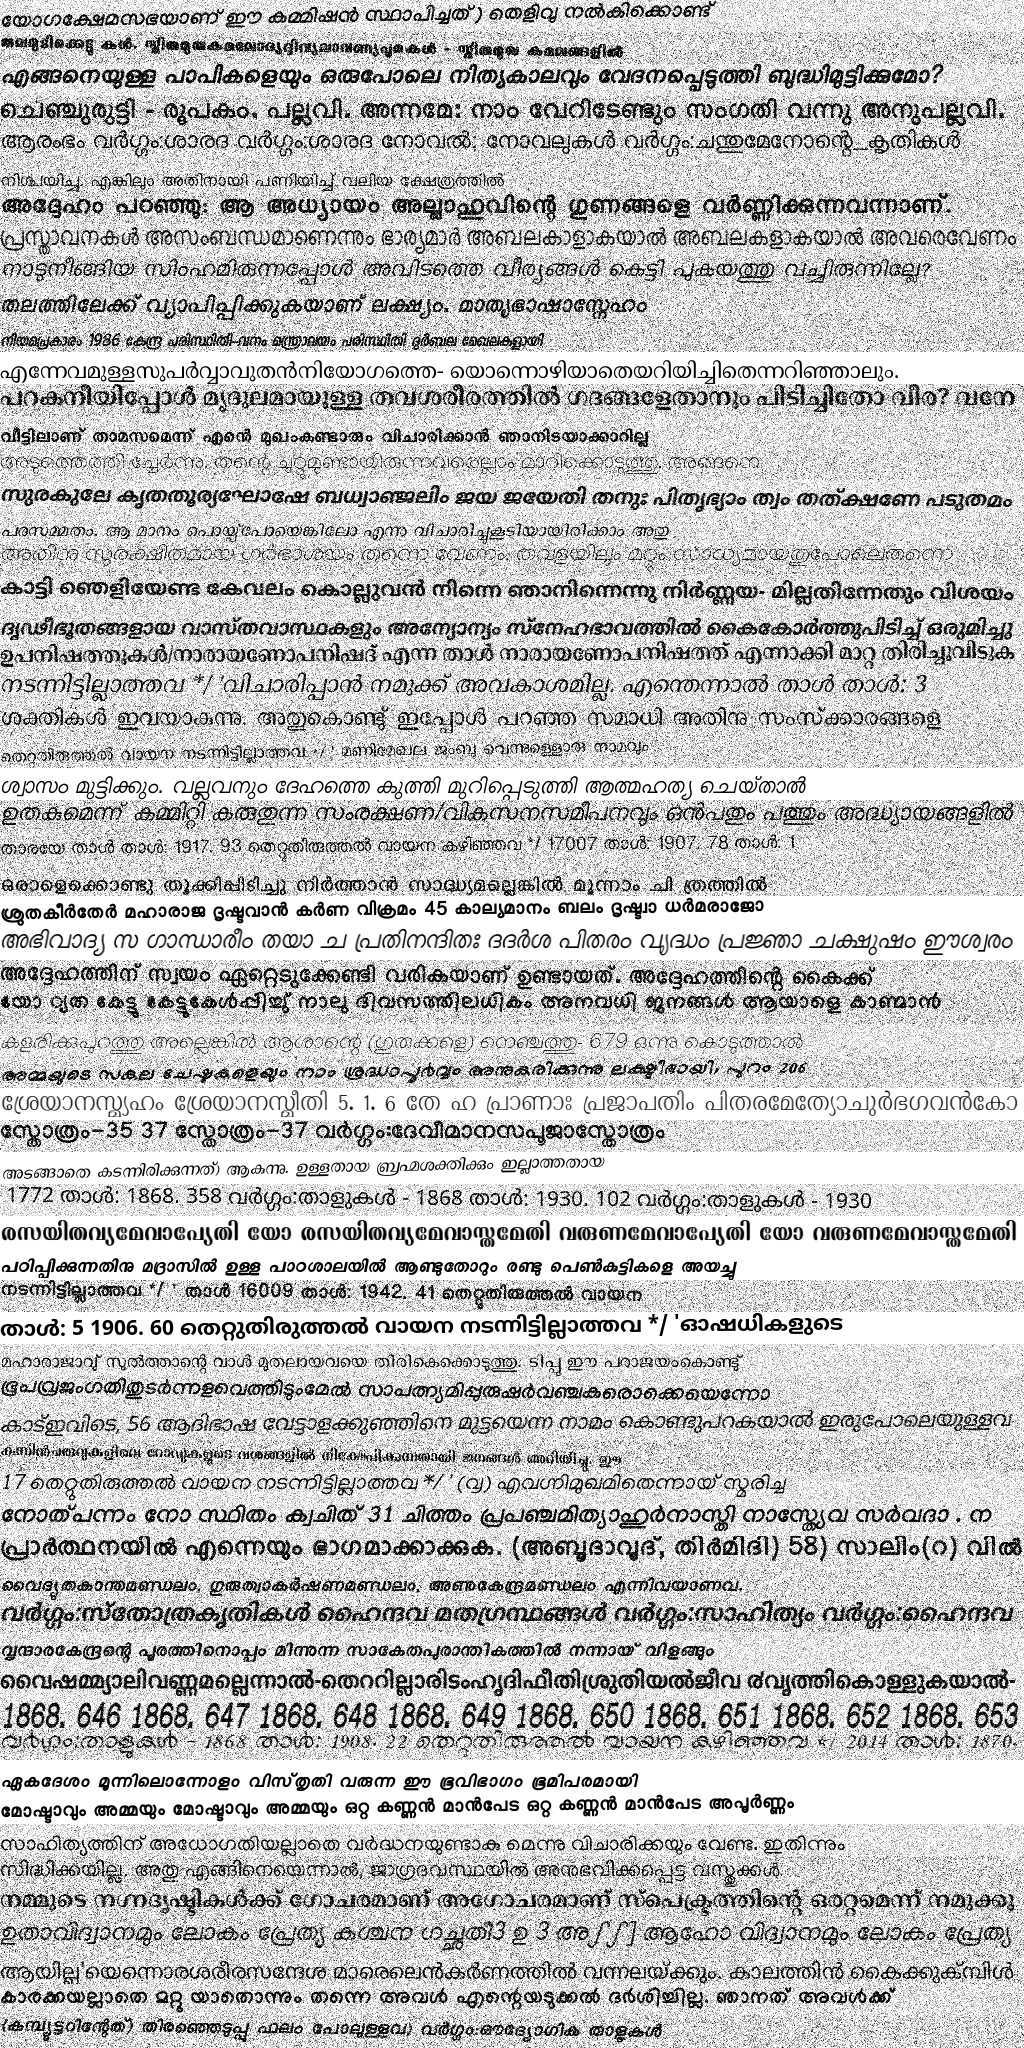 യോഗക്ഷേമസഭയാണ് ഈ കമ്മിഷൻ സ്ഥാപിച്ചത് ) തെളിവു നൽകിക്കൊണ്ട്
എങ്ങനെയുള്ള പാപികളെയും ഒരുപോലെ നിത്യകാലവും വേദനപ്പെടുത്തി ബുദ്ധിമുട്ടിക്കുമോ?
ചെഞ്ചുരുട്ടി - രൂപകം. പല്ലവി. അന്നമേ: നാം വേറിടേണ്ടും സംഗതി വന്നു അനുപല്ലവി.
ആരംഭം വർഗ്ഗം:ശാരദ വർഗ്ഗം:ശാരദ നോവൽ; നോവലുകൾ വർഗ്ഗം:ചന്തുമേനോന്റെ_കൃതികൾ
നിശ്ചയിച്ചു. എങ്കിലും അതിനായി പണിയിച്ച് വലിയ ക്ഷേത്രത്തിൽ
അദ്ദേഹം പറഞ്ഞൂ: ആ അധ്യായം അല്ലാഹുവിന്റെ ഗുണങ്ങളെ വർണ്ണിക്കുന്നവന്നാണ്.
പ്രസ്താവനകൾ അസംബന്ധമാണെന്നും ഭാര്യമാർ അബലകാളാകയാൽ അബലകളാകയാൽ അവരെവേണം
നാടുനീങ്ങിയ സിംഹമിരുന്നപ്പോൾ അവിടത്തെ വീര്യങ്ങൾ കെട്ടി പുകയത്തു വച്ചിരുന്നില്ലേ?
തലത്തിലേക്ക് വ്യാപിപ്പിക്കുകയാണ് ലക്ഷ്യം. മാതൃഭാഷാസ്നേഹം
നിയമപ്രകാരം 1986 കേന്ദ്ര പരിസ്ഥിതി-വനം മന്ത്രാലയം പരിസ്ഥിതി ദുർബല മേഖലകളായി
എന്നേവമുള്ളസുപർവ്വാവുതൻനിയോഗത്തെ- യൊന്നൊഴിയാതെയറിയിച്ചിതെന്നറിഞ്ഞാലും.
പറകനീയിപ്പോൾ മൃദുലമായുള്ള തവശരീരത്തിൽ ഗദങ്ങളേതാനും പിടിച്ചിതോ വീര? വനേ
വീട്ടിലാണ് താമസമെന്ന് എന്റെ മുഖംകണ്ടാരും വിചാരിക്കാൻ ഞാനിടയാക്കാറില്ല
അടുത്തെത്തി ച്ചേർന്നു. തന്റെ ചുറ്റുമുണ്ടായിരുന്നവരെല്ലാം മാറിക്കൊടുത്തു. അങ്ങനെ
സുരകുലേ കൃതതൂര്യഘോഷേ ബധ്വാഞ്ജലിം ജയ ജയേതി തനുഃ പിതൃഭ്യാം ത്വം തത്ക്ഷണേ പടുതമം
പരസമ്മതം. ആ മാനം പൊയ്പ്പോയെങ്കിലോ എന്നു വിചാരിച്ചുകൂടിയായിരിക്കാം അതു
അതിനു സുരക്ഷിതമായ ഗർഭാശയം തന്നെ വേണം. തവളയിലും മറ്റും സാധ്യമായതുപോലെതന്നെ
കാട്ടി ഞെളിയേണ്ട കേവലം കൊല്ലുവൻ നിന്നെ ഞാനിന്നെന്നു നിർണ്ണയ- മില്ലതിന്നേതും വിശയം
ദൃഢീഭൂതങ്ങളായ വാസ്തവാസ്ഥകളും അന്യോന്യം സ്നേഹഭാവത്തിൽ കൈകോർത്തുപിടിച്ച് ഒരുമിച്ചു
ഉപനിഷത്തുകൾ/നാരായണോപനിഷദ് എന്ന താൾ നാരായണോപനിഷത്ത് എന്നാക്കി മാറ്റ തിരിച്ചുവിടുക
നടന്നിട്ടില്ലാത്തവ */ 'വിചാരിപ്പാൻ നമുക്ക് അവകാശമില്ല. എന്തെന്നാൽ താൾ താൾ: 3
ശക്തികൾ ഇവയാകുന്നു. അതുകൊണ്ടു് ഇപ്പോൾ പറഞ്ഞ സമാധി അതിനു സംസ്ക്കാരങ്ങളെ
തെറ്റുതിരുത്തൽ വായന നടന്നിട്ടില്ലാത്തവ */ ' മണിമേഖല ജംബു വെന്നുള്ളൊരു നാമവും
ശ്വാസം മുട്ടിക്കും. വല്ലവനും ദേഹത്തെ കുത്തി മുറിപ്പെടുത്തി ആത്മഹത്യ ചെയ്താൽ
ഉതകുമെന്ന് കമ്മിറ്റി കരുതുന്ന സംരക്ഷണ/വികസനസമീപനവും ഒൻപതും പത്തും അദ്ധ്യായങ്ങളിൽ
താരയേ താൾ താൾ: 1917. 93 തെറ്റുതിരുത്തൽ വായന കഴിഞ്ഞവ */ 17007 താൾ: 1907. 78 താൾ: 1
ഒരാളെക്കൊണ്ടു തൂക്കിപ്പിടിച്ചു നിർത്താൻ സാദ്ധ്യമല്ലെങ്കിൽ മൂന്നാം ചി ത്രത്തിൽ
ശ്രുതകീർതേർ മഹാരാജ ദൃഷ്ടവാൻ കർണ വിക്രമം 45 കാല്യമാനം ബലം ദൃഷ്ട്വാ ധർമരാജോ
അഭിവാദ്യ സ ഗാന്ധാരീം തയാ ച പ്രതിനന്ദിതഃ ദദർശ പിതരം വൃദ്ധം പ്രജ്ഞാ ചക്ഷുഷം ഈശ്വരം
അദ്ദേഹത്തിന് സ്വയം ഏറ്റെടുക്കേണ്ടി വരികയാണ് ഉണ്ടായത്. അദ്ദേഹത്തിന്റെ കൈക്ക്
യോ വൃത കേട്ടു കേട്ടുകേൾപ്പിച്ചു് നാലു ദിവസത്തിലധികം അനവധി ജനങ്ങൾ ആയാളെ കാണ്മാൻ
കളരിക്കുപുറത്തു അല്ലെങ്കിൽ ആശാന്റെ (ഗുരുക്കളെ) നെഞ്ചത്തു- 679 ഒന്നു കൊടുത്താൽ
അമ്മയുടെ സകല ചേഷ്ടകളെയും നാം ശ്രദ്ധാപൂർവ്വം അനുകരിക്കുന്നു ലക്ഷ്മീഭായി, പുറം 206
ശ്രേയാനസ്പൃഹം ശ്രേയാനസ്മീതി 5. 1. 6 തേ ഹ പ്രാണാഃ പ്രജാപതിം പിതരമേത്യോചുർഭഗവൻകോ
സ്തോത്രം-35 37 സ്തോത്രം-37 വർഗ്ഗം:ദേവീമാനസപൂജാസ്തോത്രം
അടങ്ങാതെ കടന്നിരിക്കുന്നത്) ആകുന്നു. ഉള്ളതായ ബ്രഹ്മശക്തിക്കും ഇല്ലാത്തതായ
' 1772 താൾ: 1868. 358 വർഗ്ഗം:താളുകൾ - 1868 താൾ: 1930. 102 വർഗ്ഗം:താളുകൾ - 1930
രസയിതവ്യമേവാപ്യേതി യോ രസയിതവ്യമേവാസ്തമേതി വരുണമേവാപ്യേതി യോ വരുണമേവാസ്തമേതി
പഠിപ്പിക്കുന്നതിനു മദ്രാസിൽ ഉള്ള പാഠശാലയിൽ ആണ്ടുതോറും രണ്ടു പെൺകുട്ടികളെ അയച്ചു
നടന്നിട്ടില്ലാത്തവ */ ' താൾ 16009 താൾ: 1942. 41 തെറ്റുതിരുത്തൽ വായന
താൾ: 5 1906. 60 തെറ്റുതിരുത്തൽ വായന നടന്നിട്ടില്ലാത്തവ */ 'ഓഷധികളുടെ
മഹാരാജാവ് സുൽത്താന്റെ വാൾ മുതലായവയെ തിരികെക്കൊടുത്തു. ടിപ്പു ഈ പരാജയംകൊണ്ടു്
ഭൂപവ്രജംഗതിതുടർന്നളവെത്തിട്ടുംമേൽ സാപത്ന്യമിപ്പുരുഷർവഞ്ചകരൊക്കെയെന്നോ
കാട്ഇവിടെ, 56 ആദിഭാഷ വേട്ടാളക്കുഞ്ഞിനെ മുട്ടയെന്ന നാമം കൊണ്ടുപറകയാൽ ഇരുപോലെയുള്ളവ
17 തെറ്റുതിരുത്തൽ വായന നടന്നിട്ടില്ലാത്തവ */ ' (വൃ) എവഗ്നിമുഖമിതെന്നായ് സ്മരിച്ച
നോത്പന്നം നോ സ്ഥിതം ക്വചിത് 31 ചിത്തം പ്രപഞ്ചമിത്യാഹുർനാസ്തി നാസ്ത്യേവ സർവദാ . ന
പ്രാർത്ഥനയിൽ എന്നെയും ഭാഗമാക്കാക്കുക. (അബൂദാവൂദ്, തിർമിദി) 58) സാലിം(റ) വിൽ
വൈദ്യുതകാന്തമണ്ഡലം, ഗുരുത്വാകർഷണമണ്ഡലം, അണുകേന്ദ്രമണ്ഡലം എന്നിവയാണവ.
വർഗ്ഗം:സ്തോത്രകൃതികൾ ഹൈന്ദവ മതഗ്രന്ഥങ്ങൾ വർഗ്ഗം:സാഹിത്യം വർഗ്ഗം:ഹൈന്ദവ
വൃന്ദാരകേന്ദ്രന്റെ പൂരത്തിനൊപ്പം മിന്നുന്ന സാകേതപുരാന്തികത്തിൽ നന്നായ് വിളങ്ങും
വൈഷമ്മ്യാലിവണ്ണമല്ലെന്നാൽ-തെററില്ലാരിടംഹൃദിഫീതിശ്രുതിയൽജീവ ര്വവൃത്തികൊള്ളുകയാൽ-
1868. 646 1868. 647 1868. 648 1868. 649 1868. 650 1868. 651 1868. 652 1868. 653
വർഗ്ഗം:താളുകൾ - 1868 താൾ: 1908. 22 തെറ്റുതിരുത്തൽ വായന കഴിഞ്ഞവ */ 2014 താൾ: 1870.
ഏകദേശം മൂന്നിലൊന്നോളം വിസ്തൃതി വരുന്ന ഈ ഭൂവിഭാഗം ഭൂമിപരമായി
മോഷ്ടാവും അമ്മയും മോഷ്ടാവും അമ്മയും ഒറ്റ കണ്ണൻ മാൻപേട ഒറ്റ കണ്ണൻ മാൻപേട അപൂർണ്ണം
സാഹിത്യത്തിന് അധോഗതിയല്ലാതെ വർദ്ധനയുണ്ടാകു മെന്നു വിചാരിക്കയും വേണ്ട. ഇതിന്നും
സിദ്ധിക്കയില്ല. അതു എങ്ങിനെയെന്നാൽ, ജാഗ്രദവസ്ഥയിൽ അനുഭവിക്കപ്പെട്ട വസ്തുക്കൾ
നമ്മുടെ നഗ്നദൃഷ്ടികൾക്ക് ഗോചരമാണ് അഗോചരമാണ് സ്പെക്ട്രത്തിന്റെ ഒരറ്റമെന്ന് നമുക്കു
ഉതാവിദ്വാനമും ലോകം പ്രേത്യ കശ്ചന ഗച്ഛതീ3 ഉ 3 അ ʃ ʃ ] ആഹോ വിദ്വാനമും ലോകം പ്രേത്യ
ആയില്ല'യെന്നൊരശരീരസന്ദേശ മാരെലെൻകർണത്തിൽ വന്നലയ്ക്കും. കാലത്തിൻ കൈക്കുക്മ്പിൾ
കാരക്കയല്ലാതെ മറ്റു യാതൊന്നും തന്നെ അവൾ എന്റെയടുക്കൽ ദർശിച്ചില്ല. ഞാനത് അവൾക്ക്
(കമ്പ്യൂട്ടറിന്റേത്) തിരഞ്ഞെടുപ്പു ഫലം പോലുള്ളവ) വർഗ്ഗം:ഔദ്യോഗിക താളുകൾ